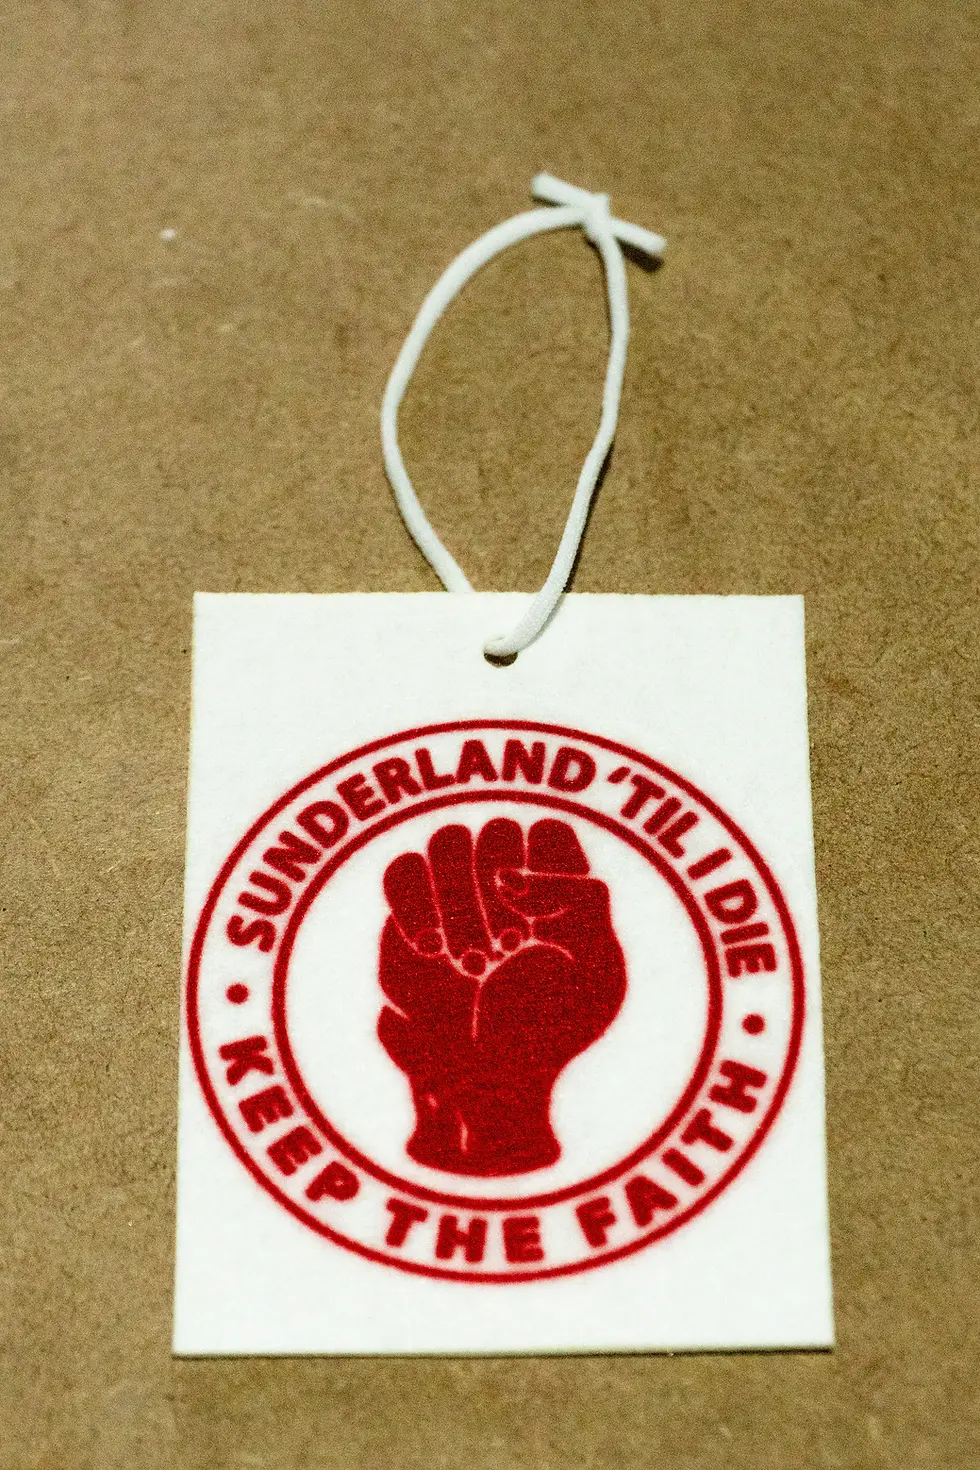 SUNDERLAND ‘TIL I DIE
KEEP THE FAITH